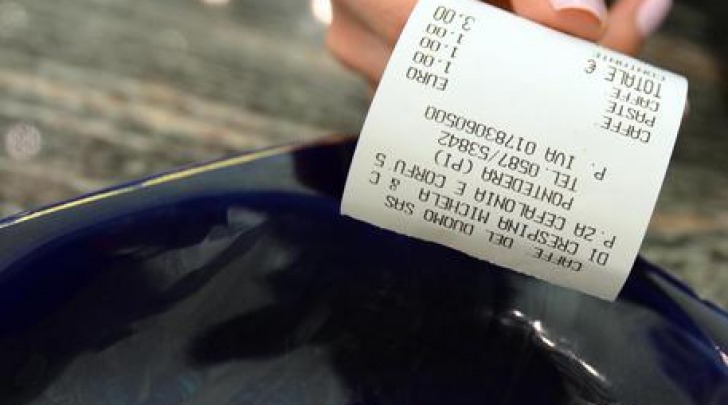 CAFFE' DEL DUOMO SAS
DI CRESPINA MICHELA & C
P.ZA CEFALONIA E CORFU 5
PONTEDERA (PI)
TEL. 0587/53842
P. IVA 01783060500
EURO
CAFFE' 1.00
PASTE 1.00
CAFFE' 1.00
TOTALE € 3.00
CONTANTE